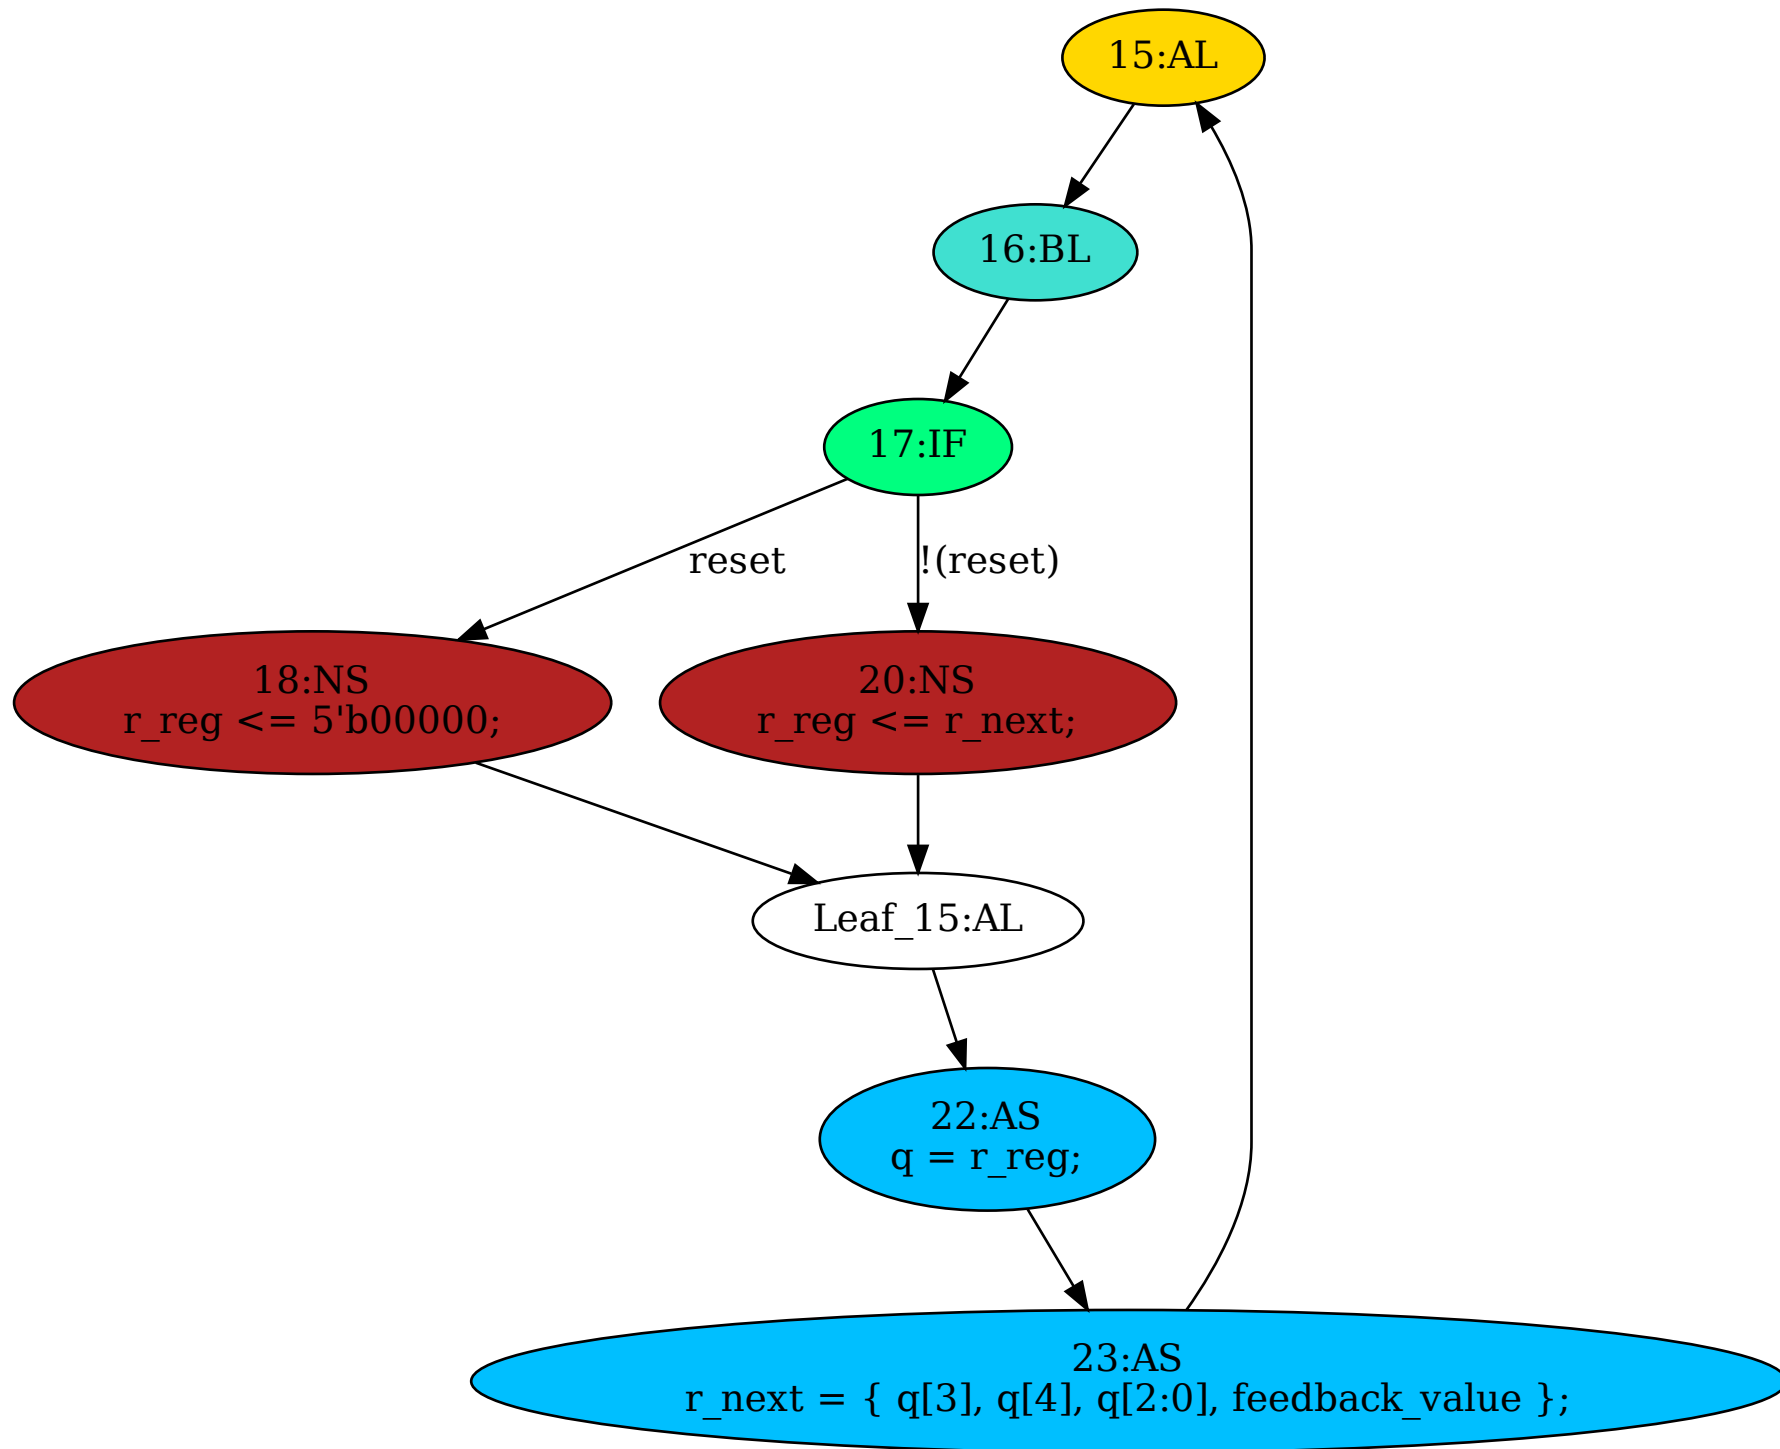 15:AL
16:BL
17:IF
reset
!(reset)
18:NS
r_reg <= 5'b00000;
20:NS
r_reg <= r_next;
Leaf_15:AL
22:AS
q = r_reg;
23:AS
r_next = { q[3], q[4], q[2:0], feedback_value };